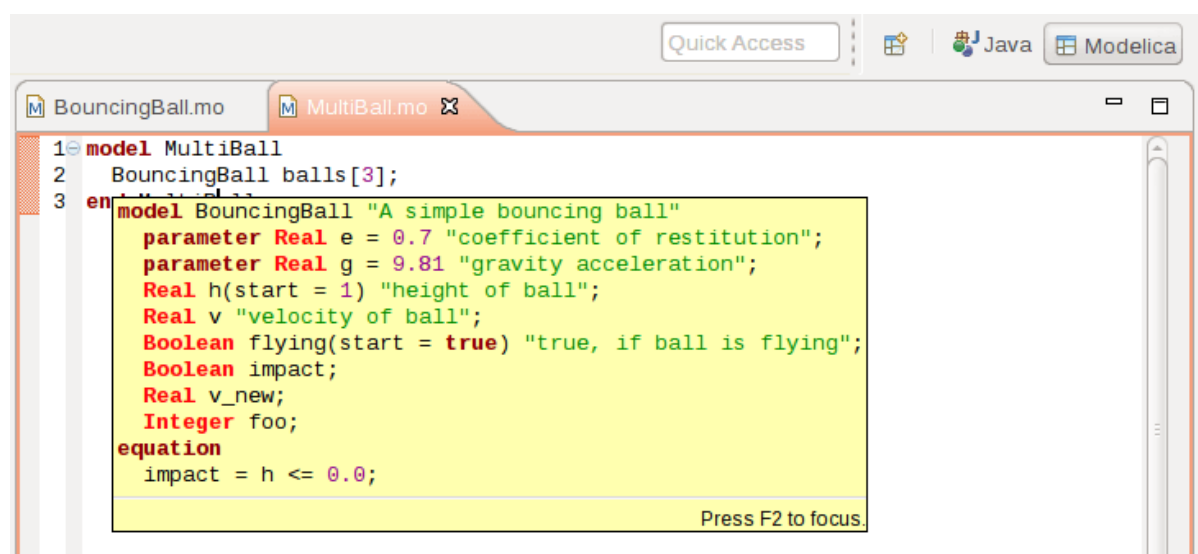 Quick Access
Java
Modelica
BouncingBall.mo
MultiBall.mo
1 model MultiBall
2 BouncingBall balls[3];
3 en
model BouncingBall "A simple bouncing ball"
parameter Real e = 0.7 "coefficient of restitution";
parameter Real g = 9.81 "gravity acceleration";
Real h(start = 1) "height of ball";
Real v "velocity of ball";
Boolean flying(start = true) "true, if ball is flying";
Boolean impact;
Real v_new;
Integer foo;
equation
impact = h <= 0.0;
Press F2 to focus.